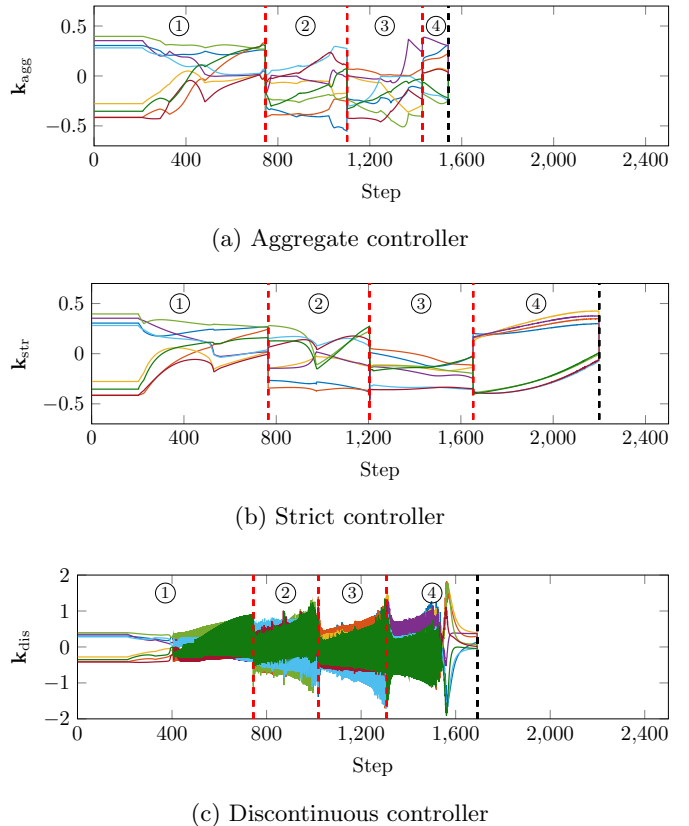 ① ② ③ ④
0.5
0
−0.5
k_agg
0 400 800 1,200 1,600 2,000 2,400
Step
(a) Aggregate controller
① ② ③ ④
0.5
0
−0.5
k_str
0 400 800 1,200 1,600 2,000 2,400
Step
(b) Strict controller
① ② ③ ④
2
1
0
−1
−2
k_dis
0 400 800 1,200 1,600 2,000 2,400
Step
(c) Discontinuous controller